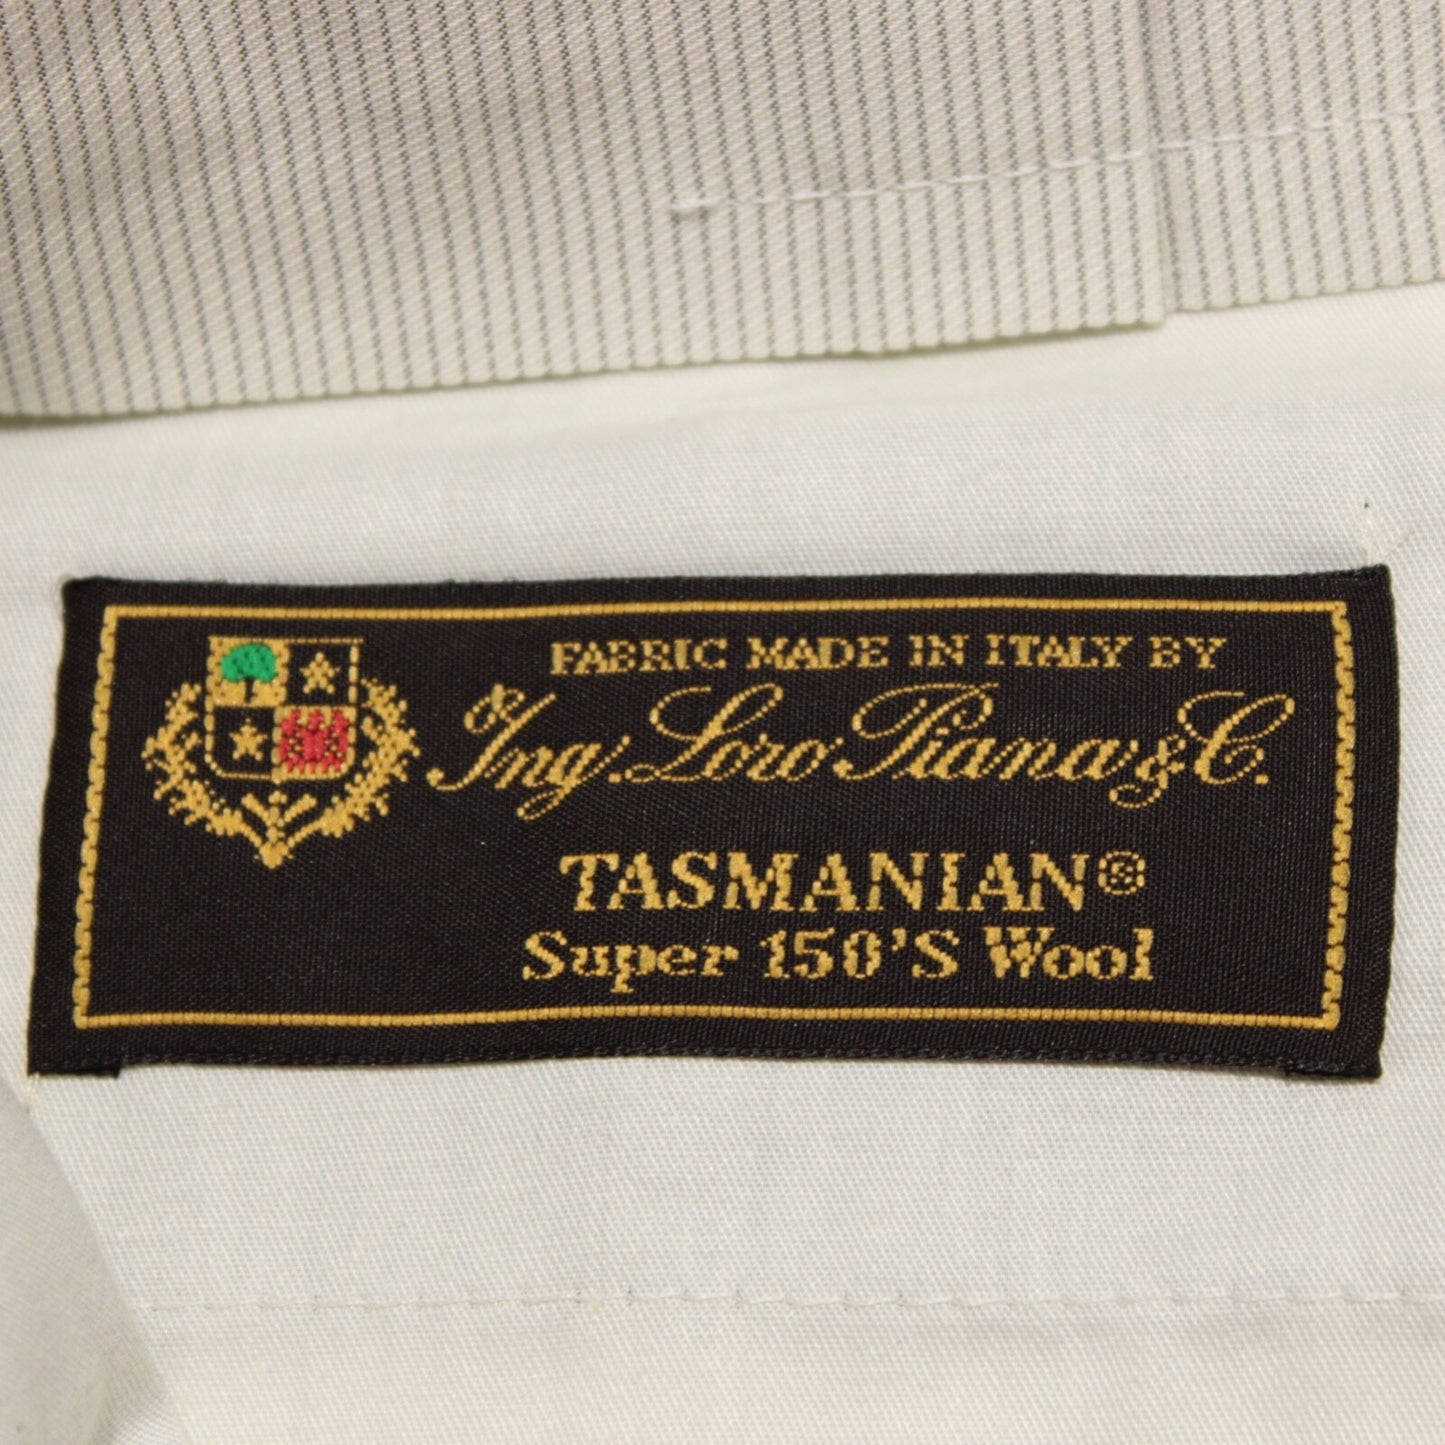 FABRIC MADE IN ITALY BY
Ing. Loro Piana & C.
TASMANIAN®
Super 150'S Wool